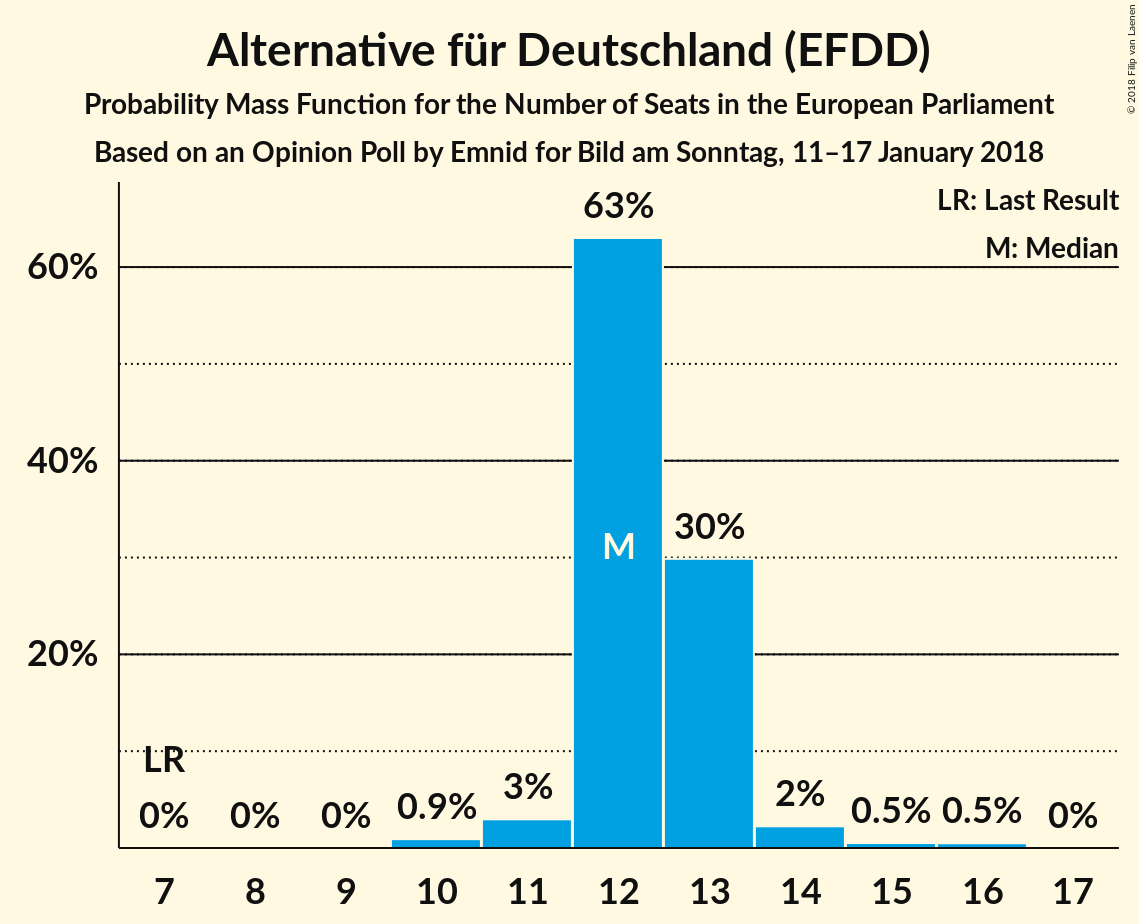 Alternative für Deutschland (EFDD)
Probability Mass Function for the Number of Seats in the European Parliament
Based on an Opinion Poll by Emnid for Bild am Sonntag, 11–17 January 2018
© 2018 Filip van Laenen
LR: Last Result
M: Median
60%
40%
20%
LR
0%
0%
0%
0.9%
3%
63%
M
30%
2%
0.5%
0.5%
0%
7 8 9 10 11 12 13 14 15 16 17